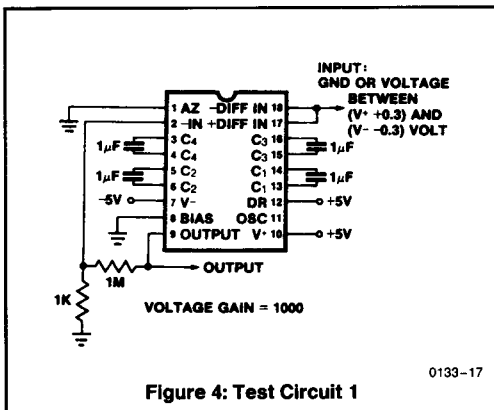 INPUT:
GND OR VOLTAGE
BETWEEN
(V+ +0.3) AND
(V- -0.3) VOLT
1 AZ -DIFF IN 18
2 -IN +DIFF IN 17
3 C4 C3 16
1μF 1μF
4 C4 C3 15
5 C2 C1 14
1μF 1μF
6 C2 C1 13
-5V 7 V- DR 12 +5V
8 BIAS OSC 11
9 OUTPUT V+ 10 +5V
1M OUTPUT
1K
VOLTAGE GAIN = 1000
0133-17
Figure 4: Test Circuit 1